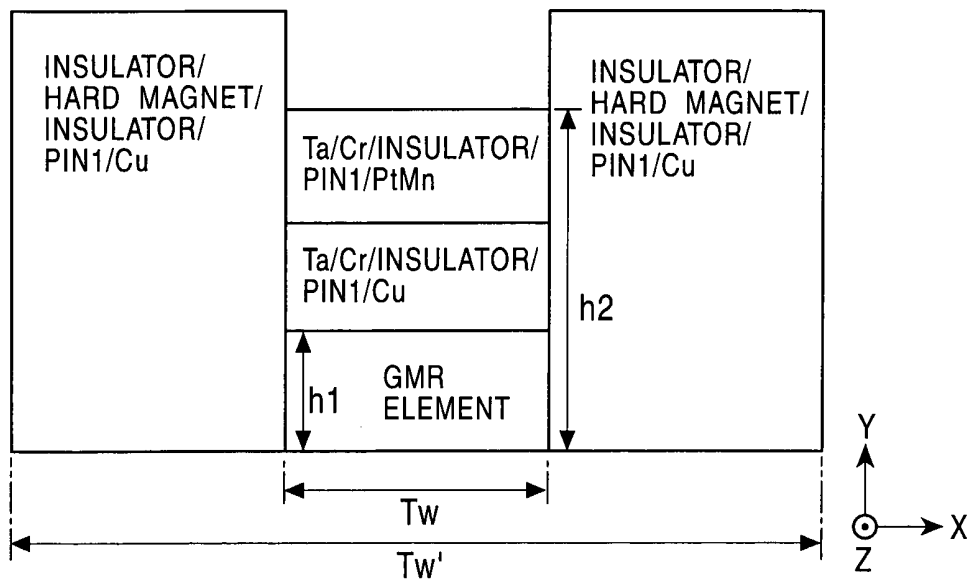 INSULATOR/
HARD MAGNET/
INSULATOR/
PIN1/Cu
Ta/Cr/INSULATOR/
PIN1/PtMn
Ta/Cr/INSULATOR/
PIN1/Cu
h1
GMR
ELEMENT
h2
INSULATOR/
HARD MAGNET/
INSULATOR/
PIN1/Cu
Tw
Tw'
Y
X
Z